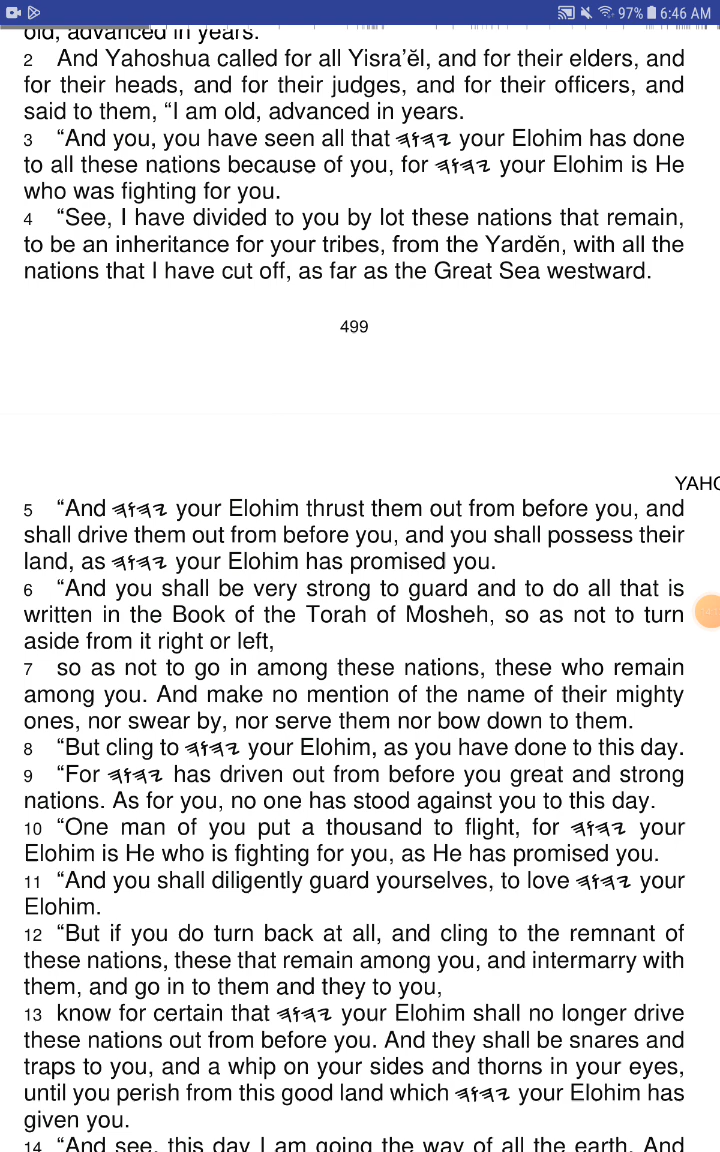 97% 6:46 AM
old, advanced in years.
2 And Yahoshua called for all Yisra’ĕl, and for their elders, and
for their heads, and for their judges, and for their officers, and
said to them, “I am old, advanced in years.
3 “And you, you have seen all that 𐤉𐤄𐤅𐤄 your Elohim has done
to all these nations because of you, for 𐤉𐤄𐤅𐤄 your Elohim is He
who was fighting for you.
4 “See, I have divided to you by lot these nations that remain,
to be an inheritance for your tribes, from the Yardĕn, with all the
nations that I have cut off, as far as the Great Sea westward.
499
YAHO
5 “And 𐤉𐤄𐤅𐤄 your Elohim thrust them out from before you, and
shall drive them out from before you, and you shall possess their
land, as 𐤉𐤄𐤅𐤄 your Elohim has promised you.
6 “And you shall be very strong to guard and to do all that is
written in the Book of the Torah of Mosheh, so as not to turn
aside from it right or left,
7 so as not to go in among these nations, these who remain
among you. And make no mention of the name of their mighty
ones, nor swear by, nor serve them nor bow down to them.
8 “But cling to 𐤉𐤄𐤅𐤄 your Elohim, as you have done to this day.
9 “For 𐤉𐤄𐤅𐤄 has driven out from before you great and strong
nations. As for you, no one has stood against you to this day.
10 “One man of you put a thousand to flight, for 𐤉𐤄𐤅𐤄 your
Elohim is He who is fighting for you, as He has promised you.
11 “And you shall diligently guard yourselves, to love 𐤉𐤄𐤅𐤄 your
Elohim.
12 “But if you do turn back at all, and cling to the remnant of
these nations, these that remain among you, and intermarry with
them, and go in to them and they to you,
13 know for certain that 𐤉𐤄𐤅𐤄 your Elohim shall no longer drive
these nations out from before you. And they shall be snares and
traps to you, and a whip on your sides and thorns in your eyes,
until you perish from this good land which 𐤉𐤄𐤅𐤄 your Elohim has
given you.
14 “And see, this day I am going the way of all the earth. And